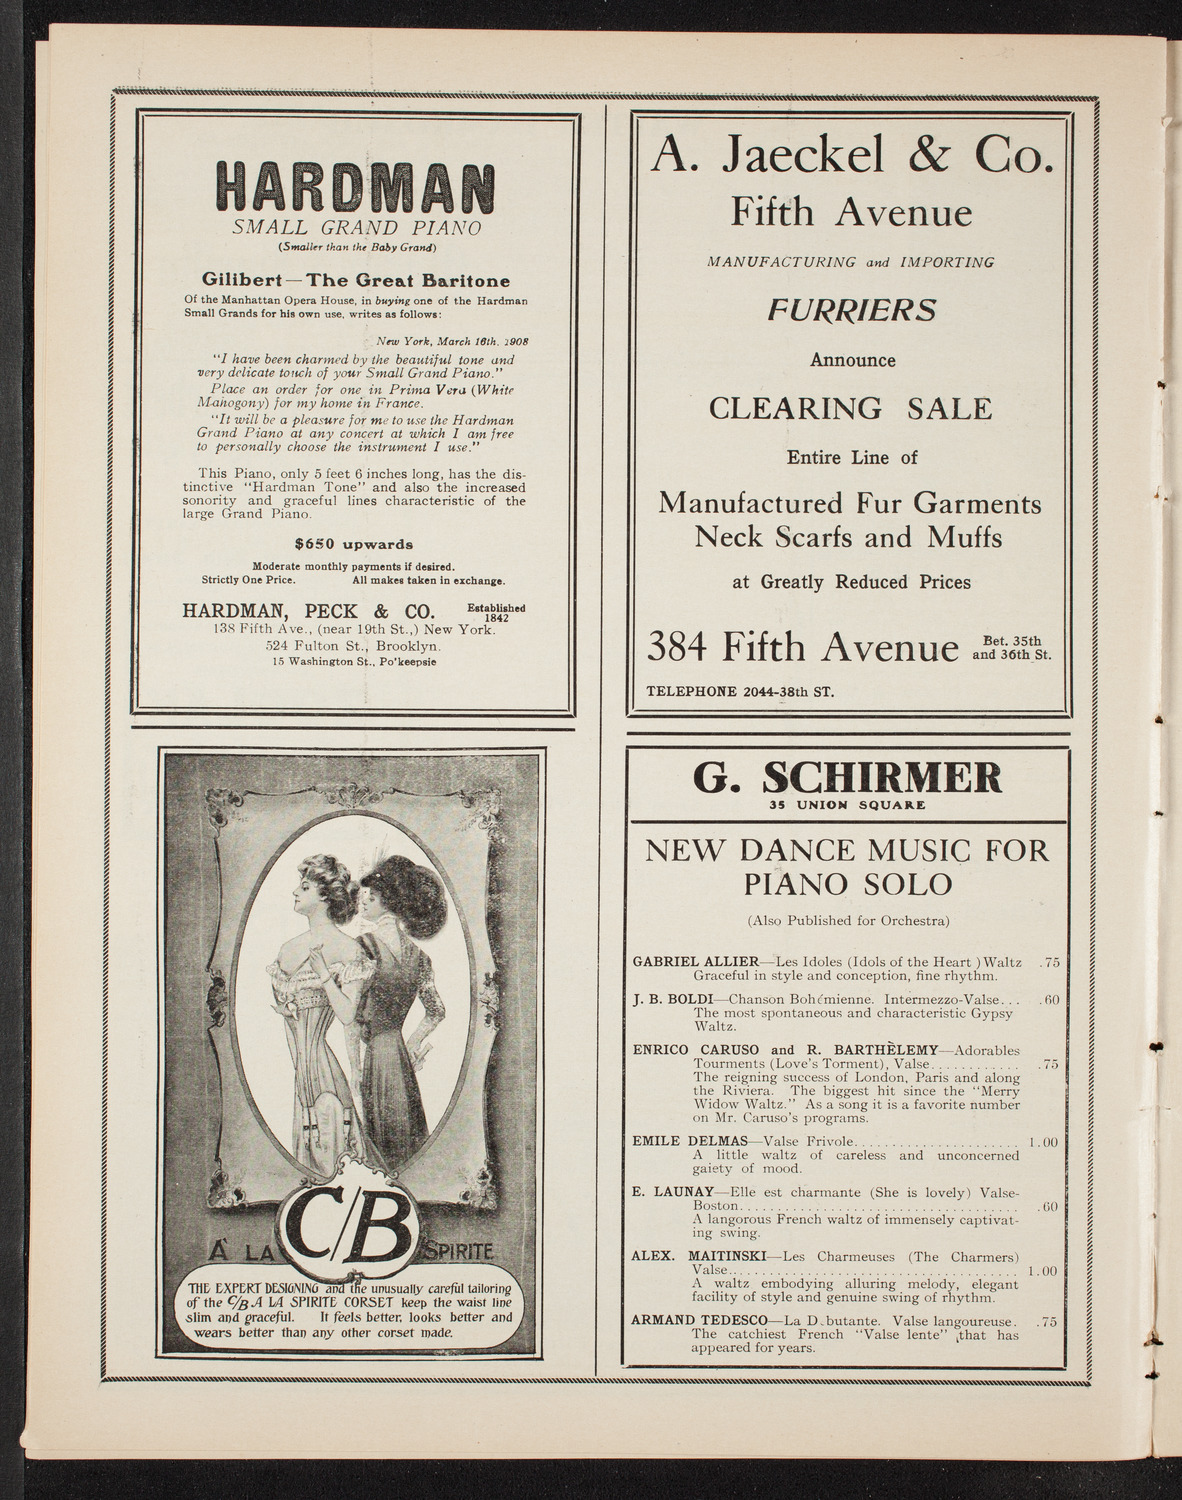 HARDMAN
SMALL GRAND PIANO
(Smaller than the Baby Grand)
Gilibert—The Great Baritone
Of the Manhattan Opera House, in buying one of the Hardman
Small Grands for his own use, writes as follows:
New York, March 16th, 1908
"I have been charmed by the beautiful tone and
very delicate touch of your Small Grand Piano."
Place an order for one in Prima Vera (White
Mahogony) for my home in France.
"It will be a pleasure for me to use the Hardman
Grand Piano at any concert at which I am free
to personally choose the instrument I use."
This Piano, only 5 feet 6 inches long, has the dis-
tinctive "Hardman Tone" and also the increased
sonority and graceful lines characteristic of the
large Grand Piano.
$650 upwards
Moderate monthly payments if desired.
Strictly One Price. All makes taken in exchange.
HARDMAN, PECK & CO. Established
1842
138 Fifth Ave., (near 19th St.,) New York.
524 Fulton St., Brooklyn.
15 Washington St., Po'keepsie
A. Jaeckel & Co.
Fifth Avenue
MANUFACTURING and IMPORTING
FURRIERS
Announce
CLEARING SALE
Entire Line of
Manufactured Fur Garments
Neck Scarfs and Muffs
at Greatly Reduced Prices
384 Fifth Avenue Bet. 35th
and 36th St.
TELEPHONE 2044-38th ST.
C/B
A LA SPIRITE
THE EXPERT DESIGNING and the unusually careful tailoring
of the C/B A LA SPIRITE CORSET keep the waist line
slim and graceful. It feels better, looks better and
wears better than any other corset made.
G. SCHIRMER
35 UNION SQUARE
NEW DANCE MUSIC FOR
PIANO SOLO
(Also Published for Orchestra)
GABRIEL ALLIER—Les Idoles (Idols of the Heart ) Waltz .75
Graceful in style and conception, fine rhythm.
J. B. BOLDI—Chanson Bohémienne. Intermezzo-Valse... .60
The most spontaneous and characteristic Gypsy
Waltz.
ENRICO CARUSO and R. BARTHÈLEMY—Adorables
Tourments (Love's Torment), Valse............ .75
The reigning success of London, Paris and along
the Riviera. The biggest hit since the "Merry
Widow Waltz." As a song it is a favorite number
on Mr. Caruso's programs.
EMILE DELMAS—Valse Frivole...................... 1.00
A little waltz of careless and unconcerned
gaiety of mood.
E. LAUNAY—Elle est charmante (She is lovely) Valse-
Boston..................................... .60
A langorous French waltz of immensely captivat-
ing swing.
ALEX. MAITINSKI—Les Charmeuses (The Charmers)
Valse...................................... 1.00
A waltz embodying alluring melody, elegant
facility of style and genuine swing of rhythm.
ARMAND TEDESCO—La D.butante. Valse langoureuse. .75
The catchiest French "Valse lente" that has
appeared for years.